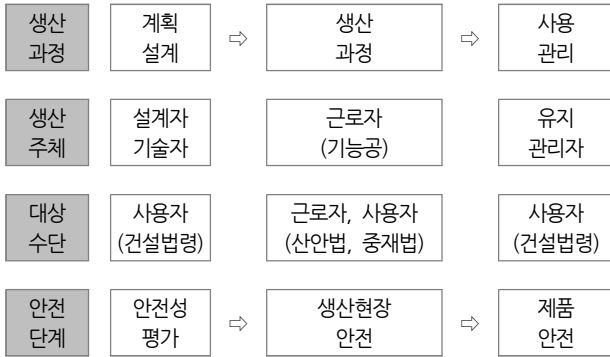 생산
과정
계획
설계
⇨
생산
과정
⇨
사용
관리
생산
주체
설계자
기술자
근로자
(기능공)
유지
관리자
대상
수단
사용자
(건설법령)
근로자, 사용자
(산안법, 중재법)
사용자
(건설법령)
안전
단계
안전성
평가
⇨
생산현장
안전
⇨
제품
안전